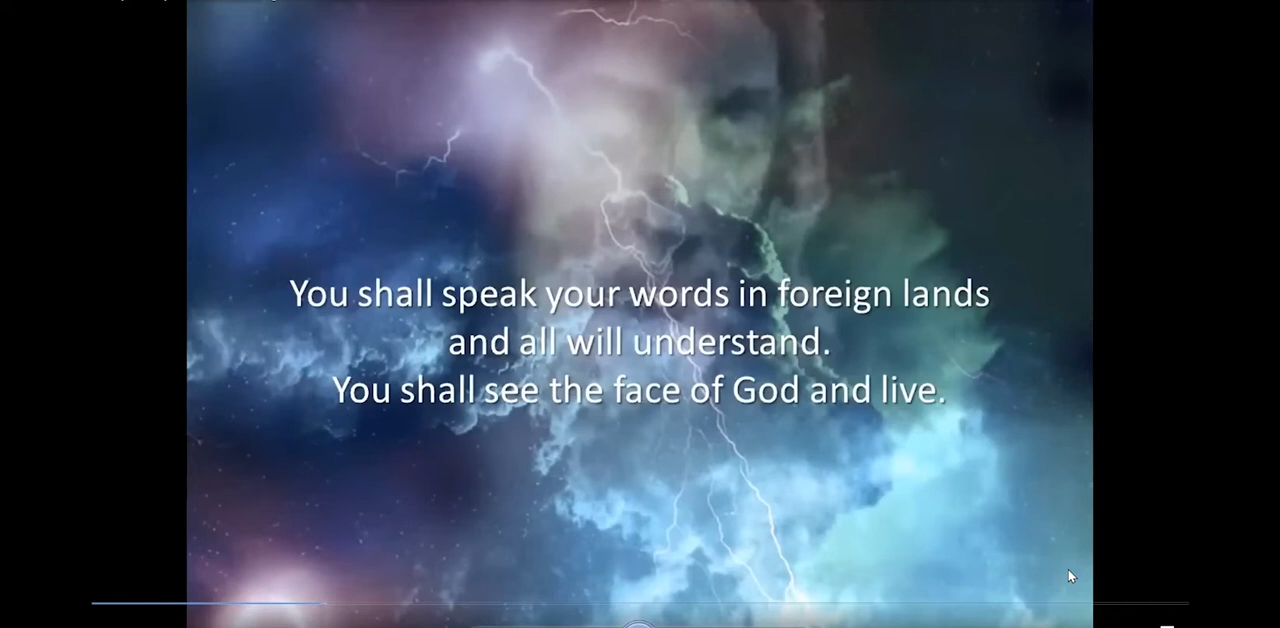 You shall speak your words in foreign lands
and all will understand.
You shall see the face of God and live.